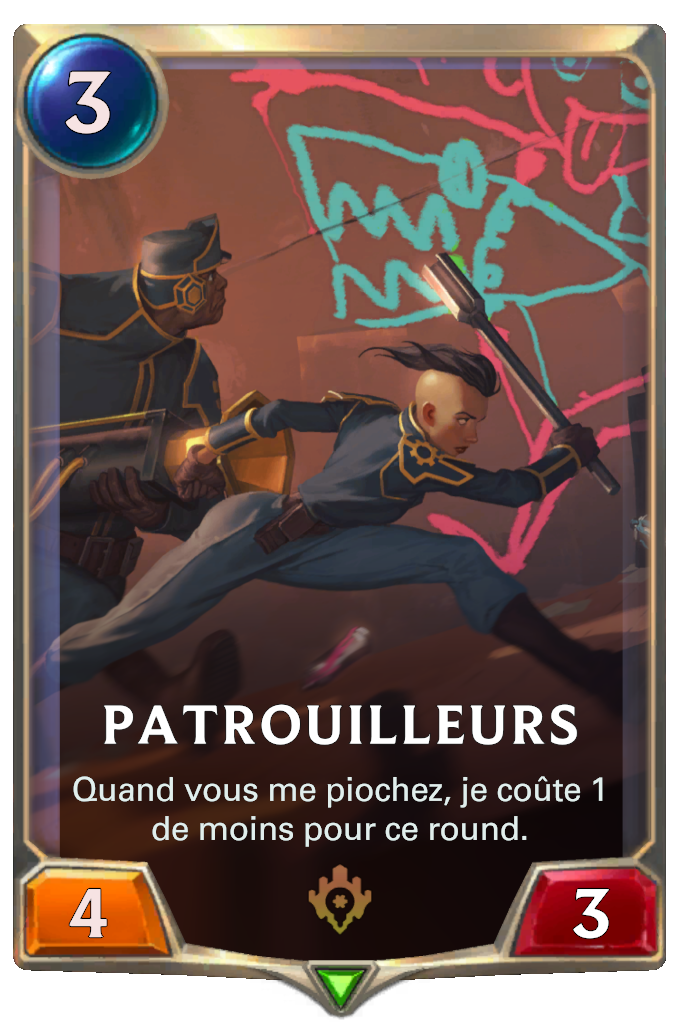 3
PATROUILLEURS
Quand vous me piochez, je coûte 1
de moins pour ce round.
4
3